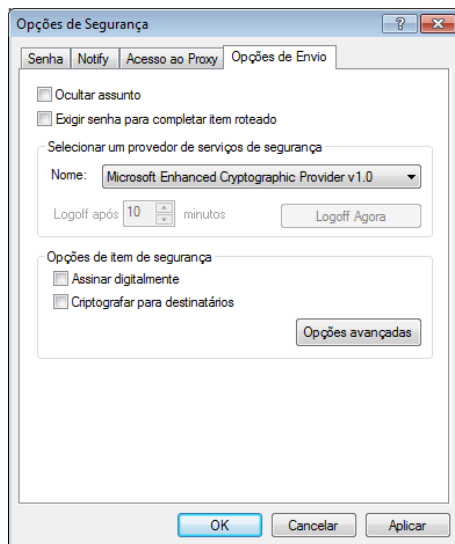 Opções de Segurança
Senha Notify Acesso ao Proxy Opções de Envio
Ocultar assunto
Exigir senha para completar item roteado
Selecionar um provedor de serviços de segurança
Nome: Microsoft Enhanced Cryptographic Provider v1.0
Logoff após 10 minutos Logoff Agora
Opções de item de segurança
Assinar digitalmente
Criptografar para destinatários
Opções avançadas
OK Cancelar Aplicar